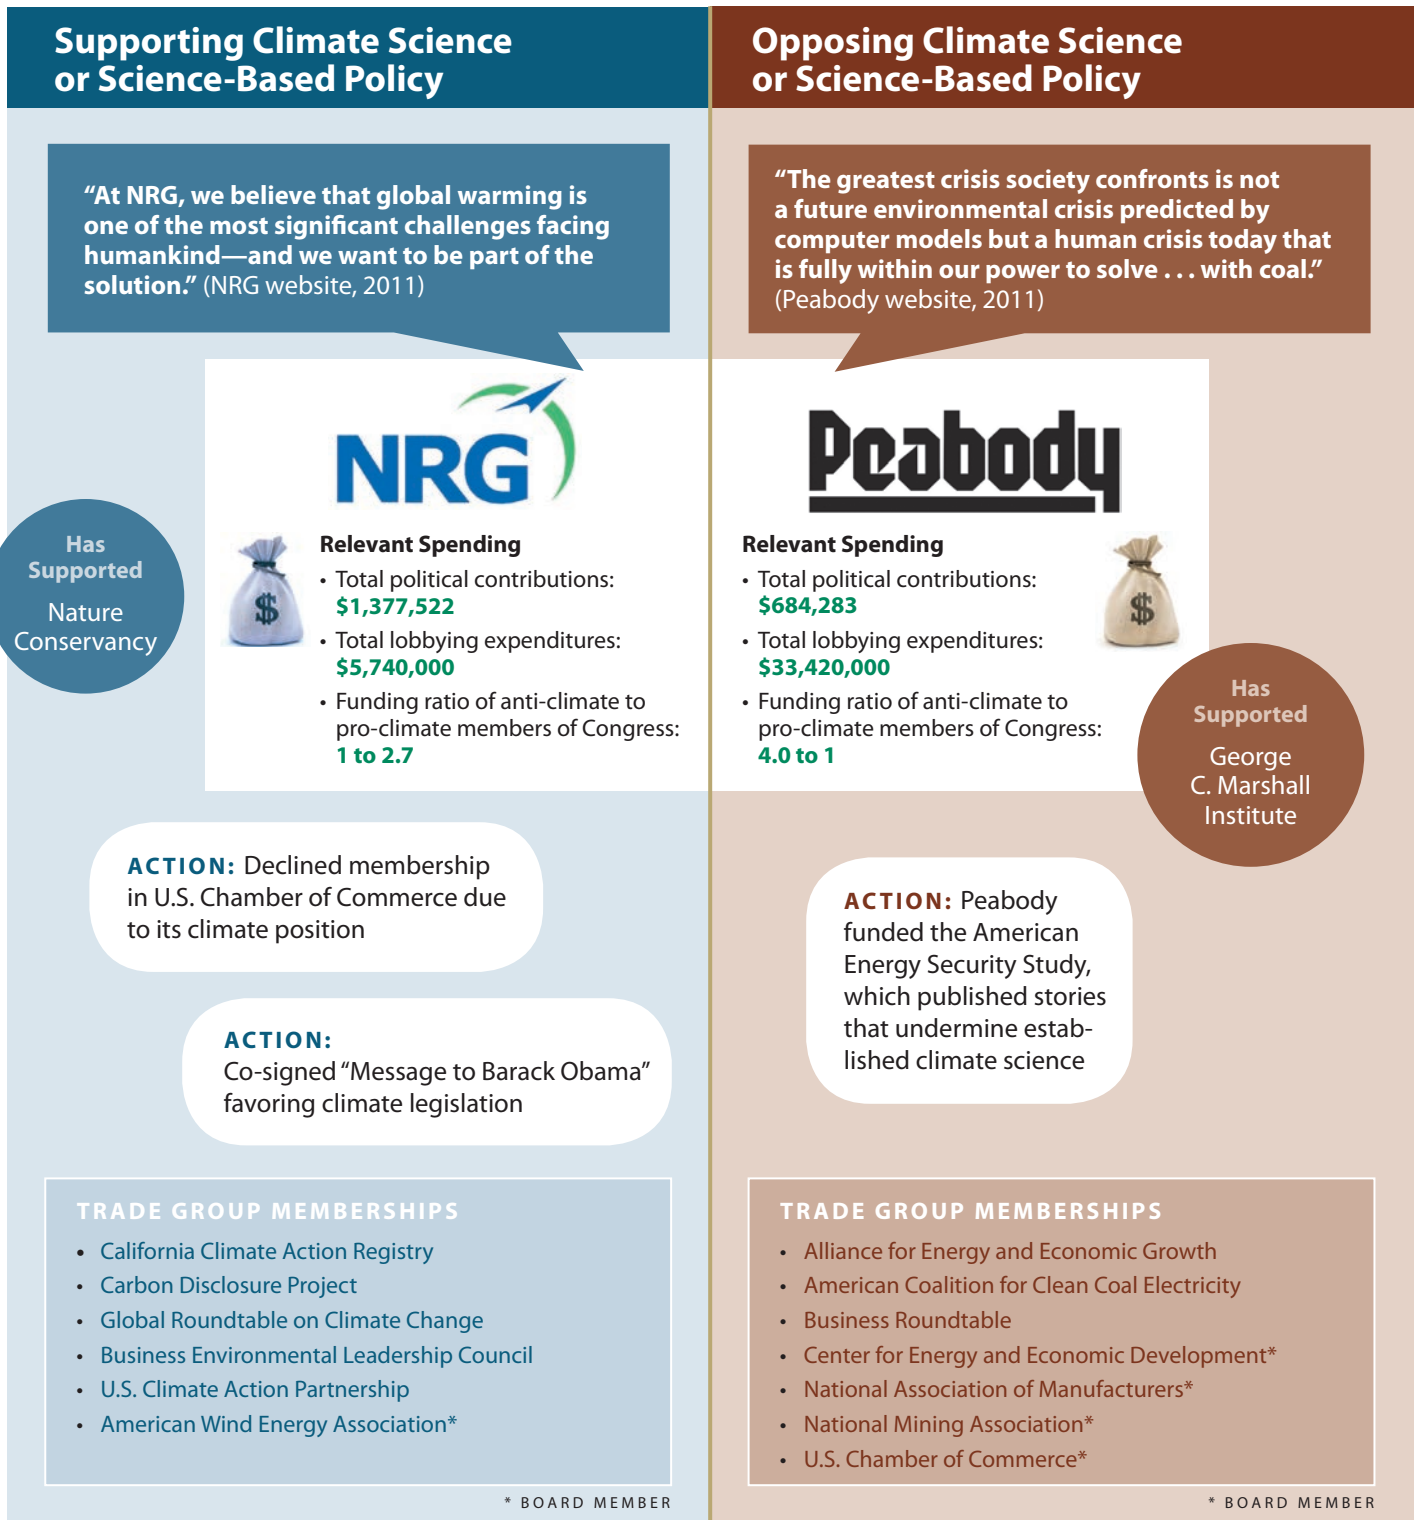 Supporting Climate Science
or Science-Based Policy
“At NRG, we believe that global warming is
one of the most significant challenges facing
humankind—and we want to be part of the
solution.” (NRG website, 2011)
NRG
Has
Supported
Nature
Conservancy
$
Relevant Spending
• Total political contributions:
$1,377,522
• Total lobbying expenditures:
$5,740,000
• Funding ratio of anti-climate to
pro-climate members of Congress:
1 to 2.7
ACTION: Declined membership
in U.S. Chamber of Commerce due
to its climate position
ACTION:
Co-signed “Message to Barack Obama”
favoring climate legislation
TRADE GROUP MEMBERSHIPS
• California Climate Action Registry
• Carbon Disclosure Project
• Global Roundtable on Climate Change
• Business Environmental Leadership Council
• U.S. Climate Action Partnership
• American Wind Energy Association*
* BOARD MEMBER
Opposing Climate Science
or Science-Based Policy
“The greatest crisis society confronts is not
a future environmental crisis predicted by
computer models but a human crisis today that
is fully within our power to solve . . . with coal.”
(Peabody website, 2011)
Peabody
Relevant Spending
• Total political contributions:
$684,283
• Total lobbying expenditures:
$33,420,000
• Funding ratio of anti-climate to
pro-climate members of Congress:
4.0 to 1
$
Has
Supported
George
C. Marshall
Institute
ACTION: Peabody
funded the American
Energy Security Study,
which published stories
that undermine estab-
lished climate science
TRADE GROUP MEMBERSHIPS
• Alliance for Energy and Economic Growth
• American Coalition for Clean Coal Electricity
• Business Roundtable
• Center for Energy and Economic Development*
• National Association of Manufacturers*
• National Mining Association*
• U.S. Chamber of Commerce*
* BOARD MEMBER